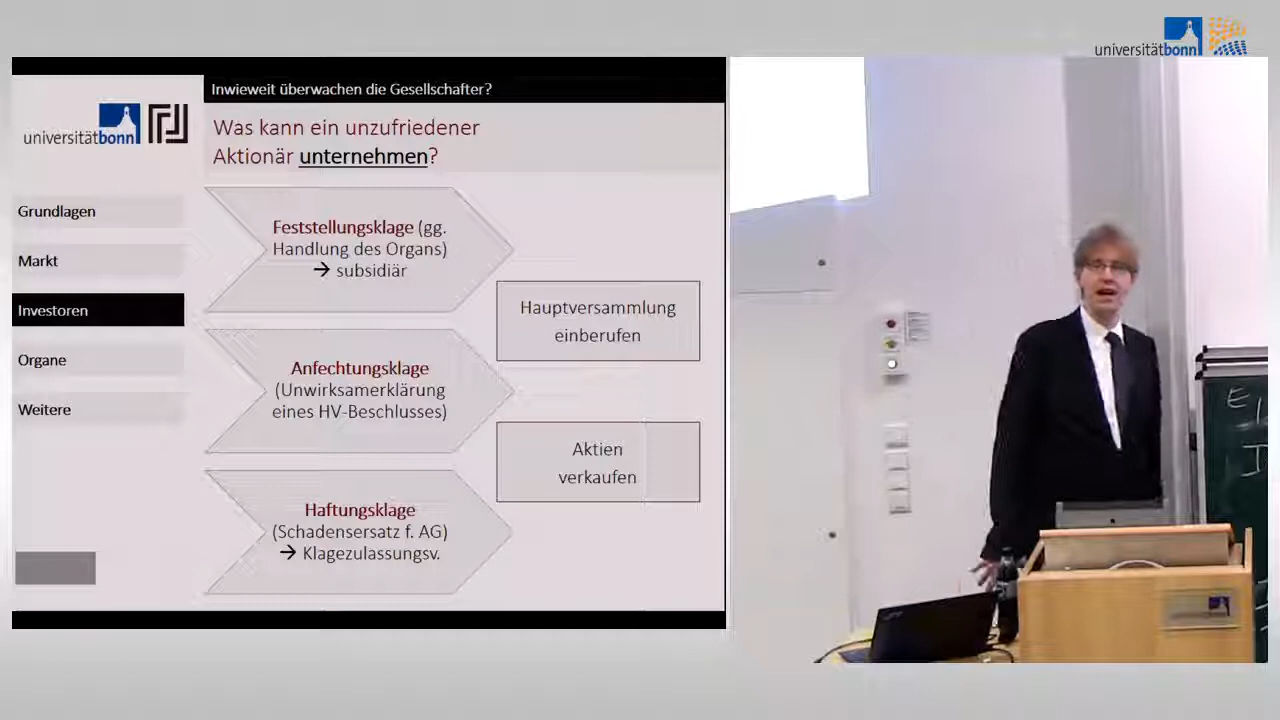 universitätbonn
Inwieweit überwachen die Gesellschafter?
universitätbonn
Was kann ein unzufriedener
Aktionär unternehmen?
Grundlagen
Markt
Investoren
Organe
Weitere
Feststellungsklage (gg.
Handlung des Organs)
→ subsidiär
Anfechtungsklage
(Unwirksamerklärung
eines HV-Beschlusses)
Haftungsklage
(Schadensersatz f. AG)
→ Klagezulassungsv.
Hauptversammlung
einberufen
Aktien
verkaufen